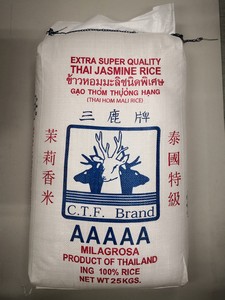 EXTRA SUPER QUALITY
THAI JASMINE RICE
ข้าวหอมมะลิชนิดพิเศษ
GẠO THƠM THƯỢNG HẠNG
(THAI HOM MALI RICE)
三鹿牌
茉莉香米
泰國特級
C.T.F. Brand
AAAAA
MILAGROSA
PRODUCT OF THAILAND
ING 100% RICE
NET WT 25KGS.